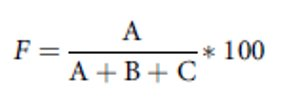 F = A / A + B + C * 100